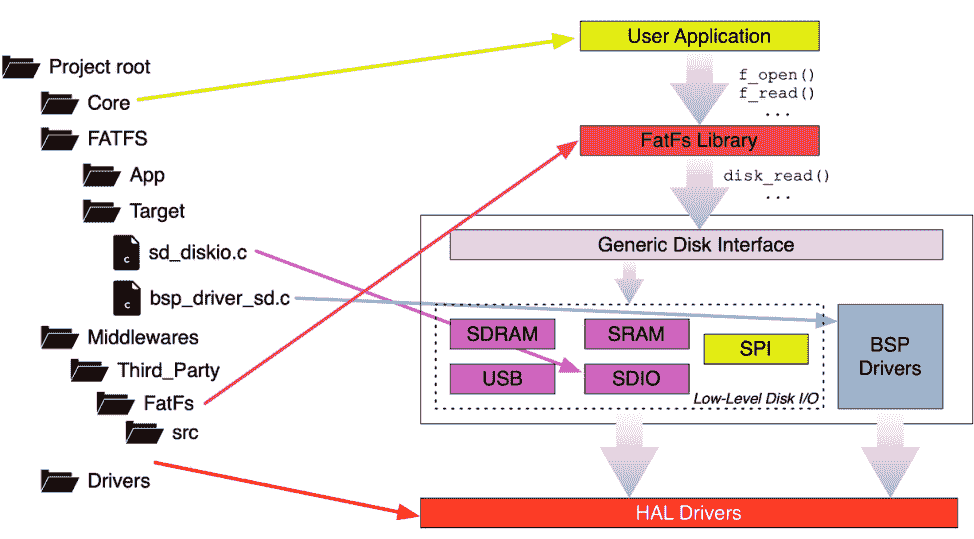 Project root
Core
FATFS
App
Target
sd_diskio.c
bsp_driver_sd.c
Middlewares
Third_Party
FatFs
src
Drivers
User Application
f_open()
f_read()
...
FatFs Library
disk_read()
...
Generic Disk Interface
SDRAM
SRAM
SPI
USB
SDIO
Low-Level Disk I/O
BSP
Drivers
HAL Drivers